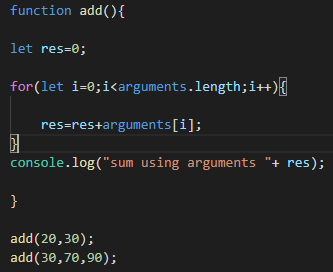 function add(){
let res=0;
for(let i=0;i<arguments.length;i++){
res=res+arguments[i];
}
console.log("sum using arguments "+ res);
}
add(20,30);
add(30,70,90);